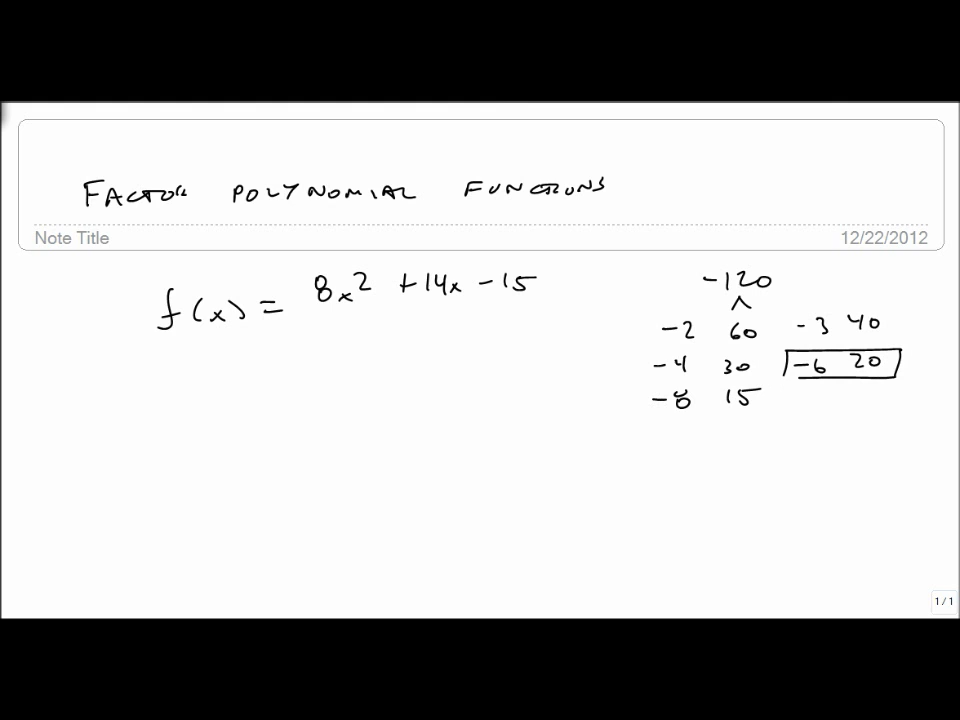 FACTOR POLYNOMIAL FUNCTIONS
Note Title 12/22/2012
f(x) = 8x² + 14x - 15
-120
-2 60 -3 40
-4 30 -6 20
-8 15
1 / 1